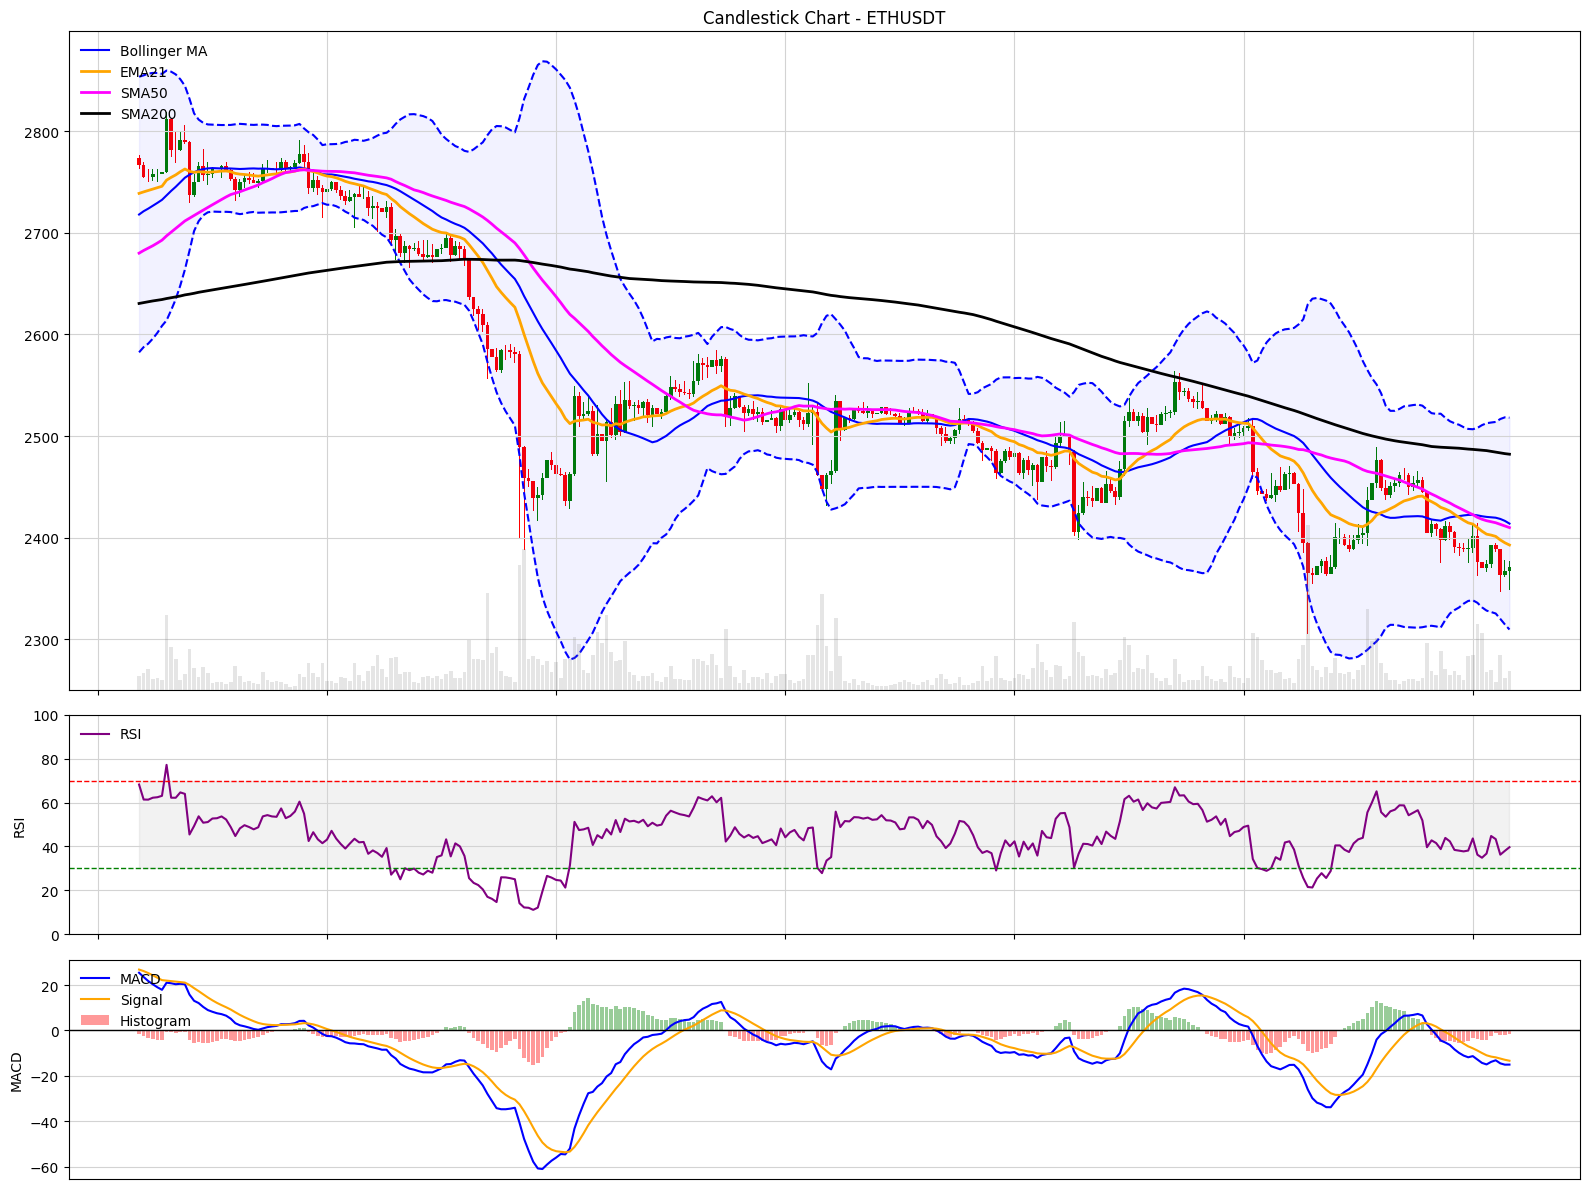 Candlestick Chart - ETHUSDT
Bollinger MA
EMA21
SMA50
SMA200
2800
2700
2600
2500
2400
2300
RSI
100
80
60
40
20
0
RSI
MACD
Signal
Histogram
20
0
−20
−40
−60
MACD